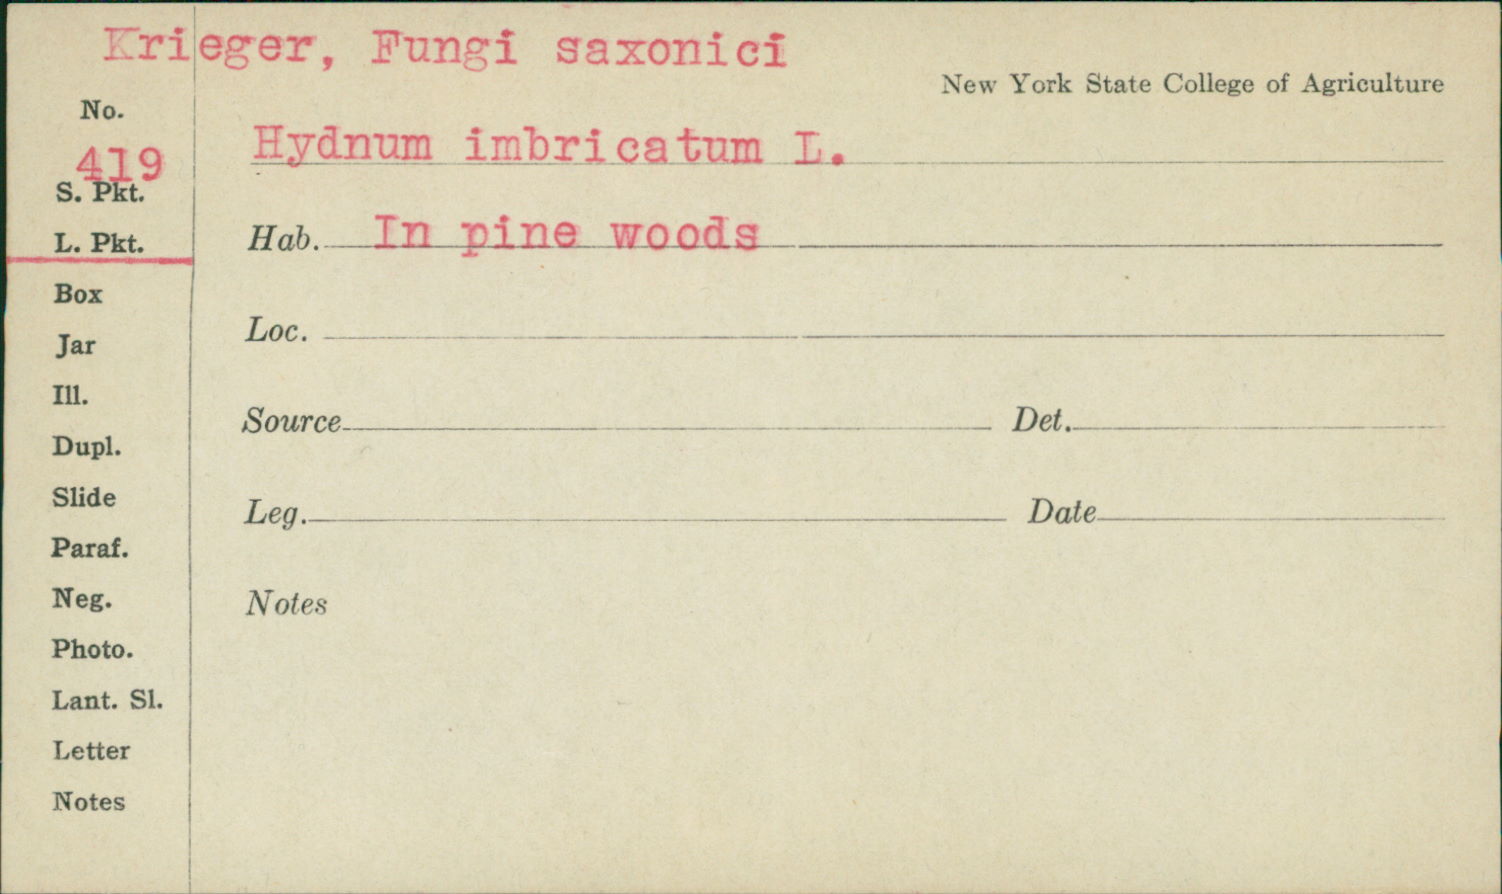 Krieger, Fungi saxonici
New York State College of Agriculture
No.
419
Hydnum imbricatum L.
S. Pkt.
L. Pkt.
Hab. In pine woods
Box
Loc.
Jar
Ill.
Source Det.
Dupl.
Slide
Leg. Date
Paraf.
Neg.
Notes
Photo.
Lant. Sl.
Letter
Notes